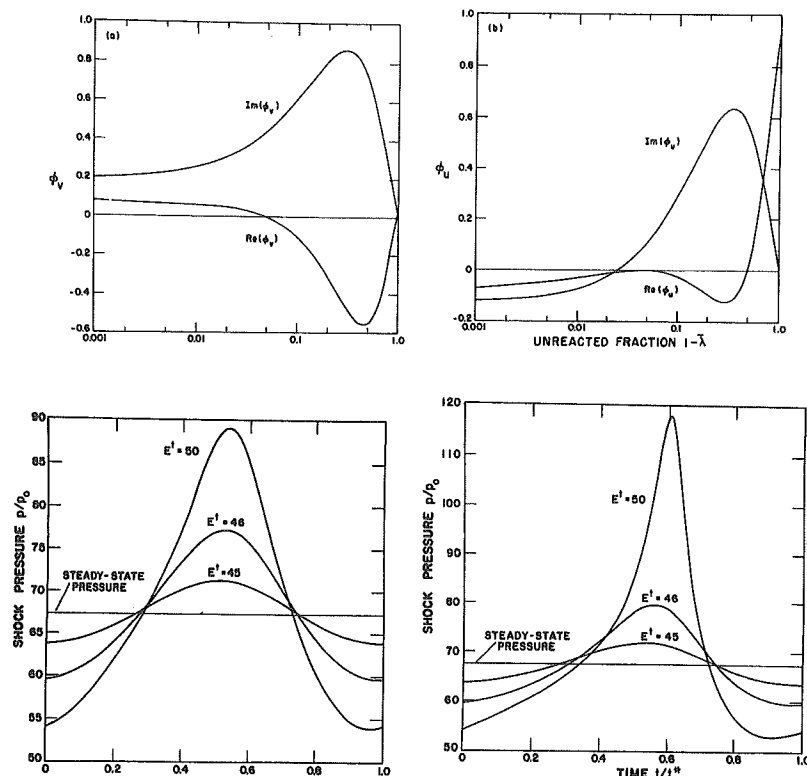 (a)
1.0
0.8
0.6
0.4
0.2
0
-0.2
-0.4
-0.6
ϕv
Im(ϕv)
Re(ϕv)
0.001
0.01
0.1
1.0
(b)
1.0
0.8
0.6
0.4
0.2
0
-0.2
ϕu
Im(ϕu)
Re(ϕu)
0.001
0.01
0.1
1.0
UNREACTED FRACTION 1-λ̄
90
85
80
75
70
65
60
55
50
SHOCK PRESSURE p/p₀
E† = 50
E† = 46
E† = 45
STEADY-STATE
PRESSURE
0
0.2
0.4
0.6
0.8
1.0
120
110
100
90
80
70
60
50
SHOCK PRESSURE p/p₀
E† = 50
E† = 46
E† = 45
STEADY-STATE
PRESSURE
0
0.2
0.4
0.6
0.8
1.0
TIME t/t*